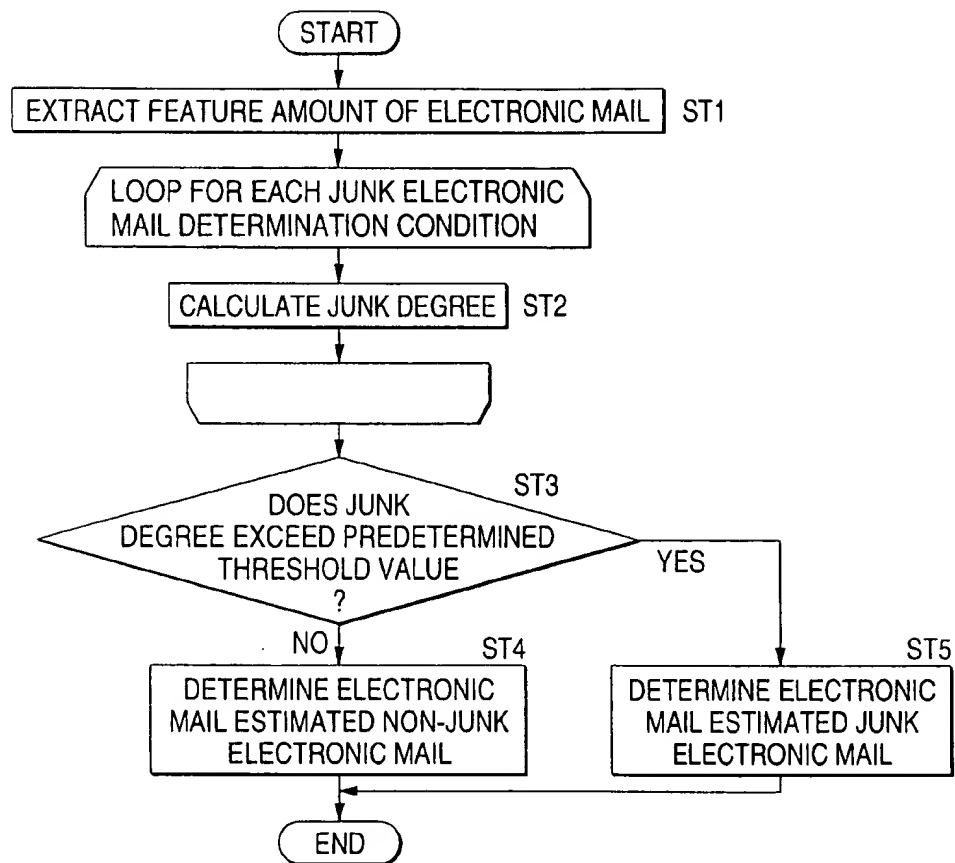 START
EXTRACT FEATURE AMOUNT OF ELECTRONIC MAIL ST1
LOOP FOR EACH JUNK ELECTRONIC
MAIL DETERMINATION CONDITION
CALCULATE JUNK DEGREE ST2
ST3
DOES JUNK
DEGREE EXCEED PREDETERMINED
THRESHOLD VALUE
?
YES
NO
ST4
DETERMINE ELECTRONIC
MAIL ESTIMATED NON-JUNK
ELECTRONIC MAIL
ST5
DETERMINE ELECTRONIC
MAIL ESTIMATED JUNK
ELECTRONIC MAIL
END